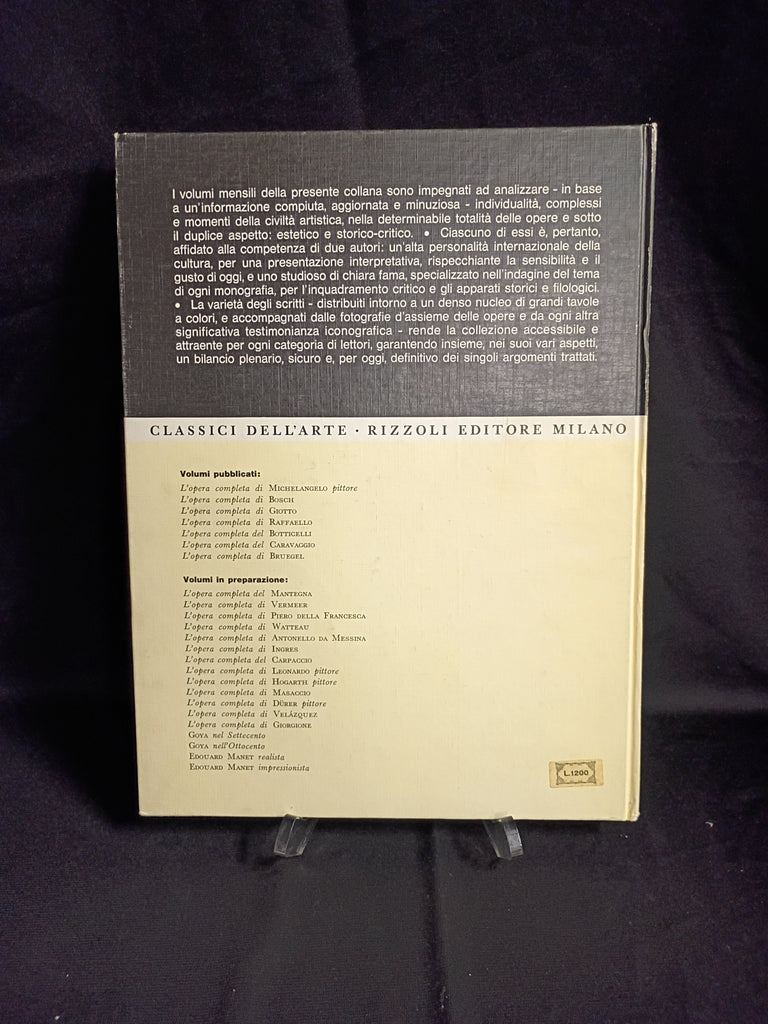 I volumi mensili della presente collana sono impegnati ad analizzare - in base
a un'informazione compiuta, aggiornata e minuziosa - individualità, complessi
e momenti della civiltà artistica, nella determinabile totalità delle opere e sotto
il duplice aspetto: estetico e storico-critico. • Ciascuno di essi è, pertanto,
affidato alla competenza di due autori: un'alta personalità internazionale della
cultura, per una presentazione interpretativa, rispecchiante la sensibilità e il
gusto di oggi, e uno studioso di chiara fama, specializzato nell'indagine del tema
di ogni monografia, per l'inquadramento critico e gli apparati storici e filologici.
• La varietà degli scritti - distribuiti intorno a un denso nucleo di grandi tavole
a colori, e accompagnati dalle fotografie d'assieme delle opere e da ogni altra
significativa testimonianza iconografica - rende la collezione accessibile e
attraente per ogni categoria di lettori, garantendo insieme, nei suoi vari aspetti,
un bilancio plenario, sicuro e, per oggi, definitivo dei singoli argomenti trattati.
CLASSICI DELL'ARTE · RIZZOLI EDITORE MILANO
Volumi pubblicati:
L'opera completa di MICHELANGELO pittore
L'opera completa di BOSCH
L'opera completa di GIOTTO
L'opera completa di RAFFAELLO
L'opera completa del BOTTICELLI
L'opera completa del CARAVAGGIO
L'opera completa di BRUEGEL
Volumi in preparazione:
L'opera completa del MANTEGNA
L'opera completa di VERMEER
L'opera completa di PIERO DELLA FRANCESCA
L'opera completa di WATTEAU
L'opera completa di ANTONELLO DA MESSINA
L'opera completa di INGRES
L'opera completa del CARPACCIO
L'opera completa di LEONARDO pittore
L'opera completa di HOGARTH pittore
L'opera completa di MASACCIO
L'opera completa di DÜRER pittore
L'opera completa di VELÁZQUEZ
L'opera completa di GIORGIONE
GOYA nel Settecento
GOYA nell'Ottocento
EDOUARD MANET realista
EDOUARD MANET impressionista
L.1200